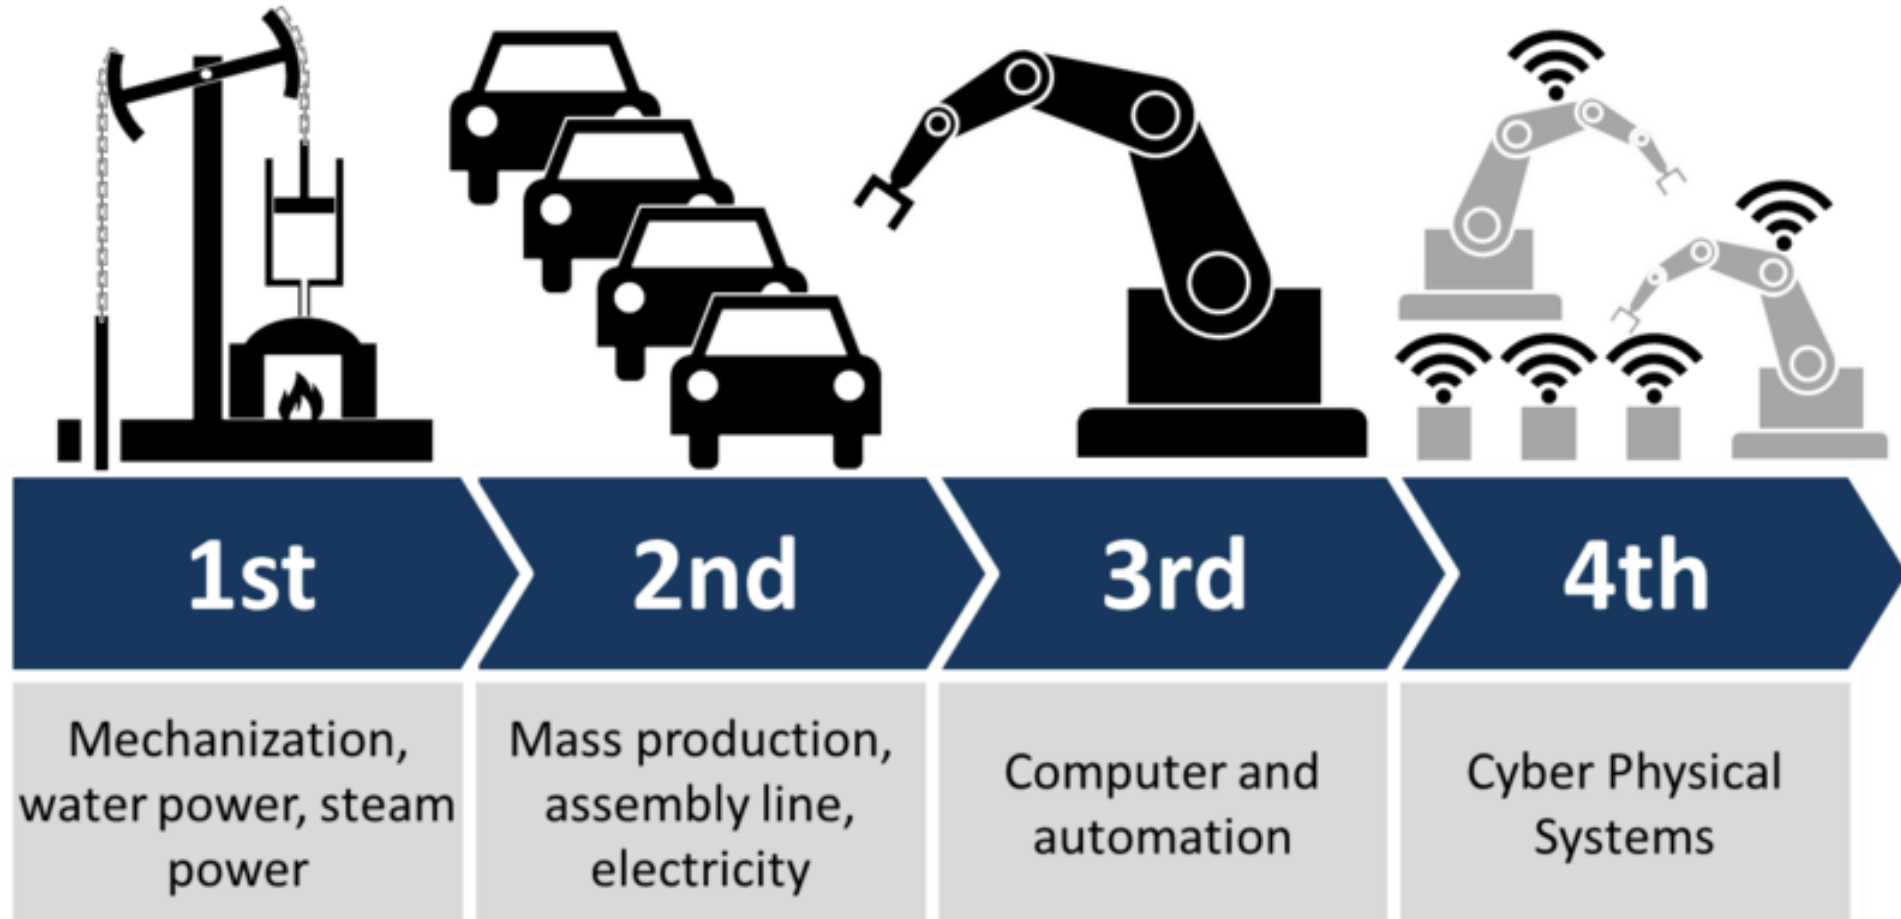 1st
2nd
3rd
4th
Mechanization,
water power, steam
power
Mass production,
assembly line,
electricity
Computer and
automation
Cyber Physical
Systems